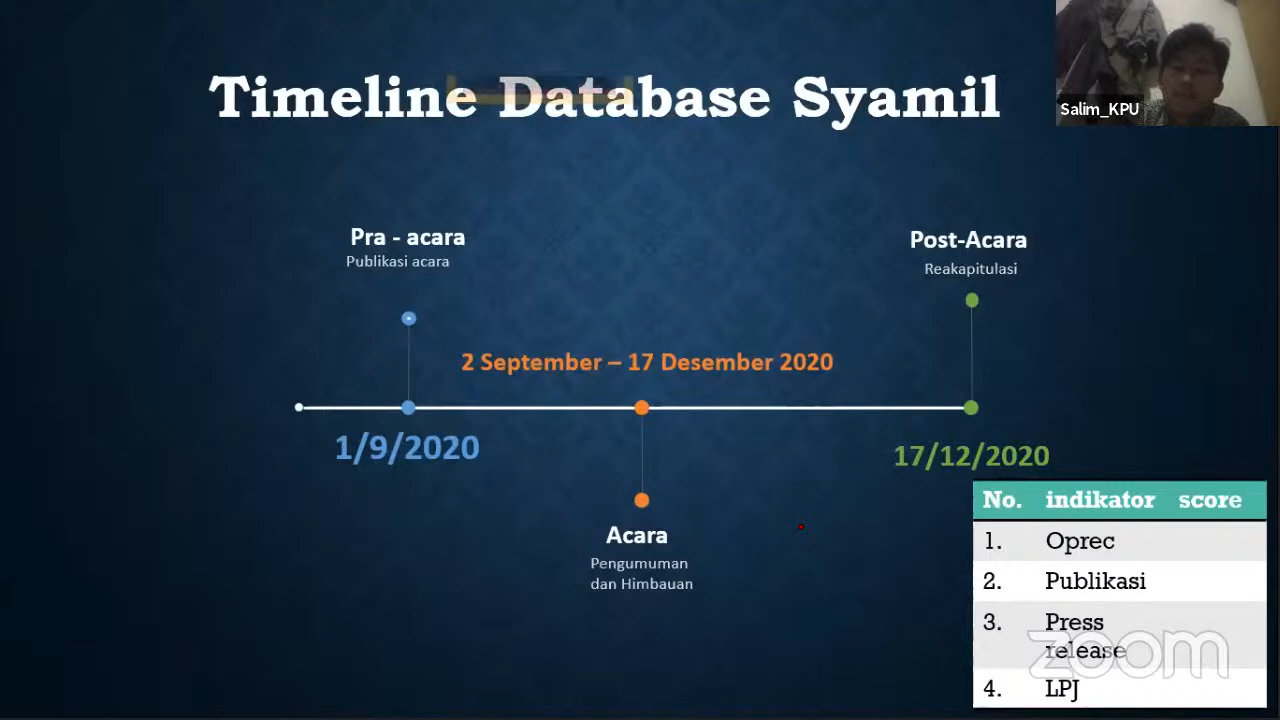 Timeline Database Syamil
Salim_KPU
Pra - acara
Publikasi acara
Post-Acara
Reakapitulasi
2 September – 17 Desember 2020
1/9/2020
17/12/2020
Acara
Pengumuman
dan Himbauan
No. indikator score
1. Oprec
2. Publikasi
3. Press
release
4. LPJ
zoom